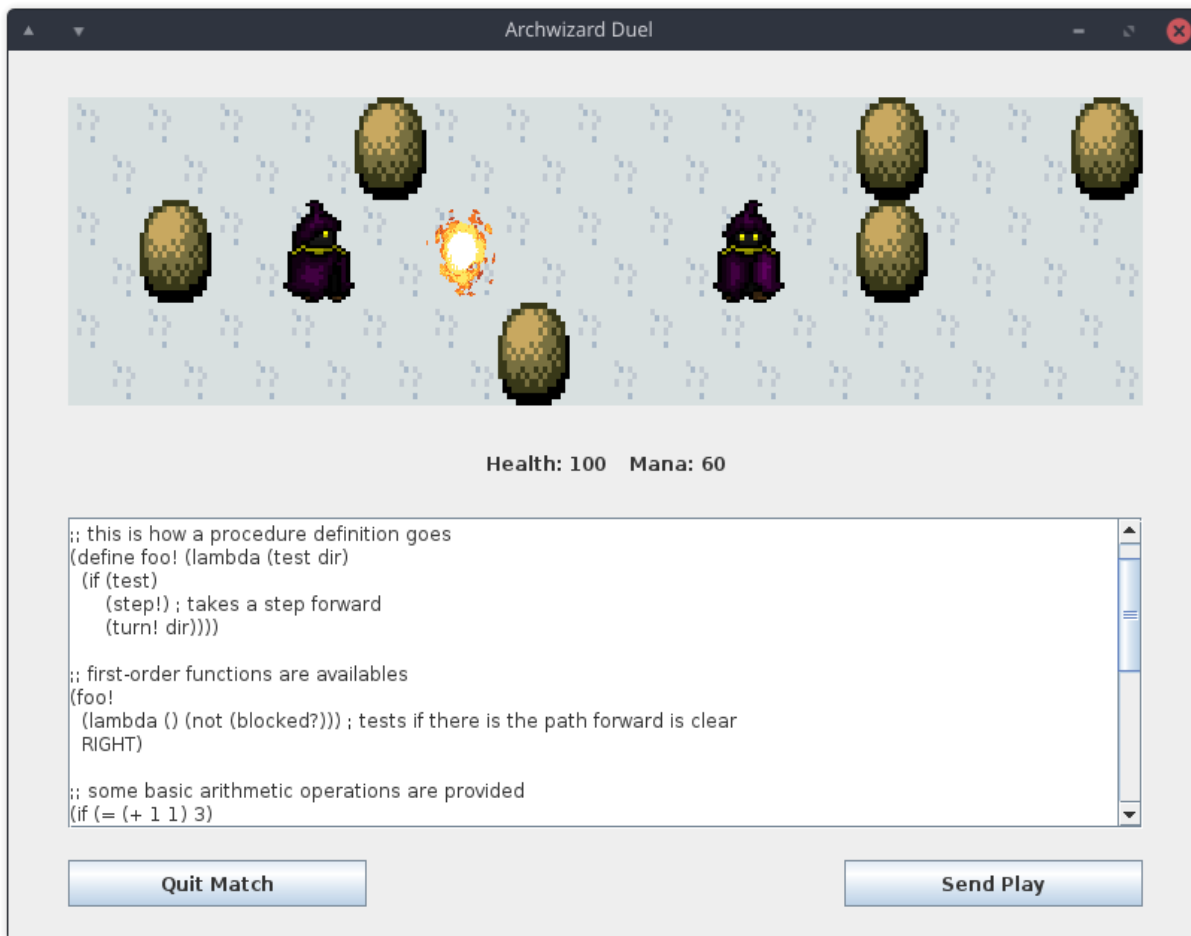 Archwizard Duel
Health: 100 Mana: 60
;; this is how a procedure definition goes
(define foo! (lambda (test dir)
  (if (test)
      (step!) ; takes a step forward
      (turn! dir))))

;; first-order functions are availables
(foo!
  (lambda () (not (blocked?))) ; tests if there is the path forward is clear
  RIGHT)

;; some basic arithmetic operations are provided
(if (= (+ 1 1) 3)
Quit Match
Send Play